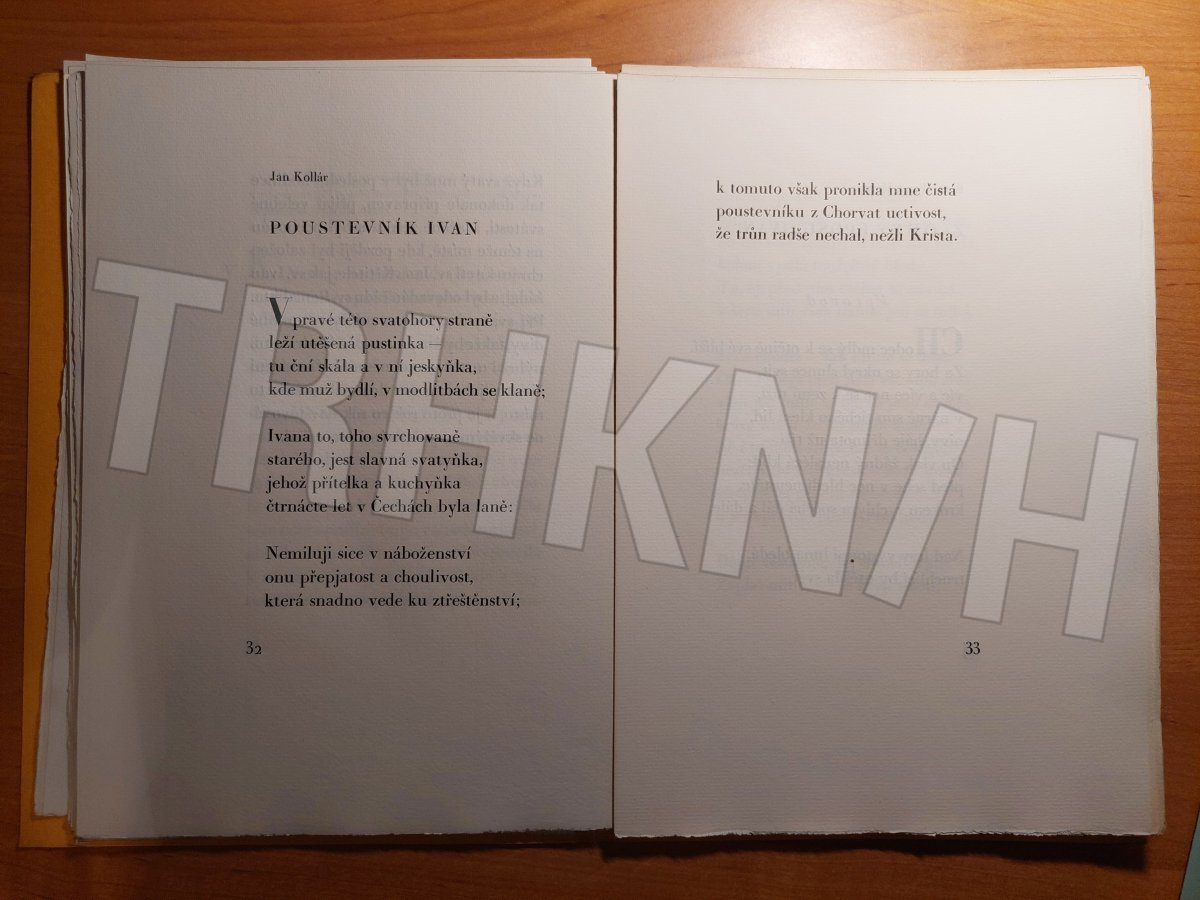 Jan Kollár
POUSTEVNÍK IVAN
V pravé této svatohory straně
leží utěšená pustinka —
tu ční skála a v ní jeskyňka,
kde muž bydlí, v modlitbách se klaně;
Ivana to, toho svrchovaně
starého, jest slavná svatyňka,
jehož přítelka a kuchyňka
čtrnácte let v Čechách byla laně:
Nemiluji sice v náboženství
onu přepjatost a choulivost,
která snadno vede ku ztřeštěnství;
32
k tomuto však pronikla mne čistá
poustevníku z Chorvat uctivost,
že trůn radše nechal, nežli Krista.
33
TRHKNIH